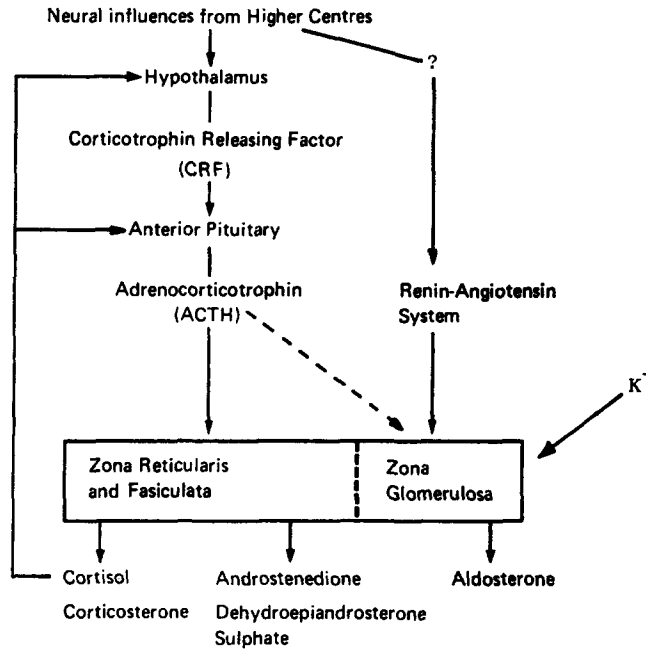 Neural influences from Higher Centres
?
Hypothalamus
Corticotrophin Releasing Factor
(CRF)
Anterior Pituitary
Adrenocorticotrophin
(ACTH)
Renin-Angiotensin
System
K⁻
Zona Reticularis
and Fasiculata
Zona
Glomerulosa
Cortisol
Corticosterone
Androstenedione
Dehydroepiandrosterone
Sulphate
Aldosterone